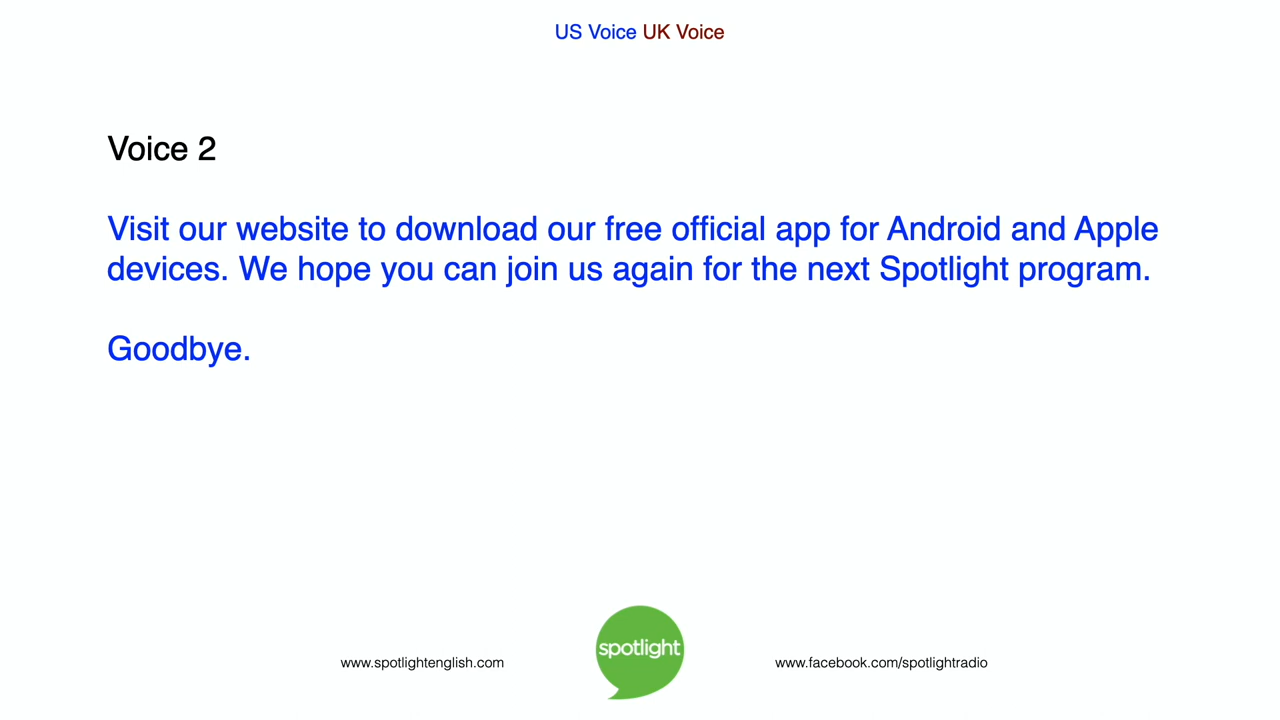 US Voice UK Voice
Voice 2
Visit our website to download our free official app for Android and Apple
devices. We hope you can join us again for the next Spotlight program.
Goodbye.
www.spotlightenglish.com
spotlight
www.facebook.com/spotlightradio